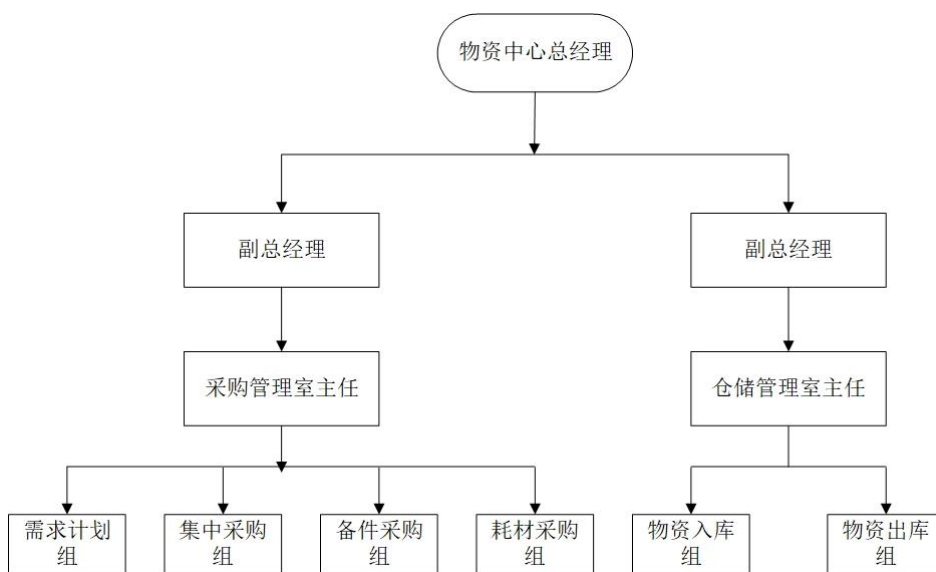 物资中心总经理
副总经理
副总经理
采购管理室主任
仓储管理室主任
需求计划
组
集中采购
组
备件采购
组
耗材采购
组
物资入库
组
物资出库
组